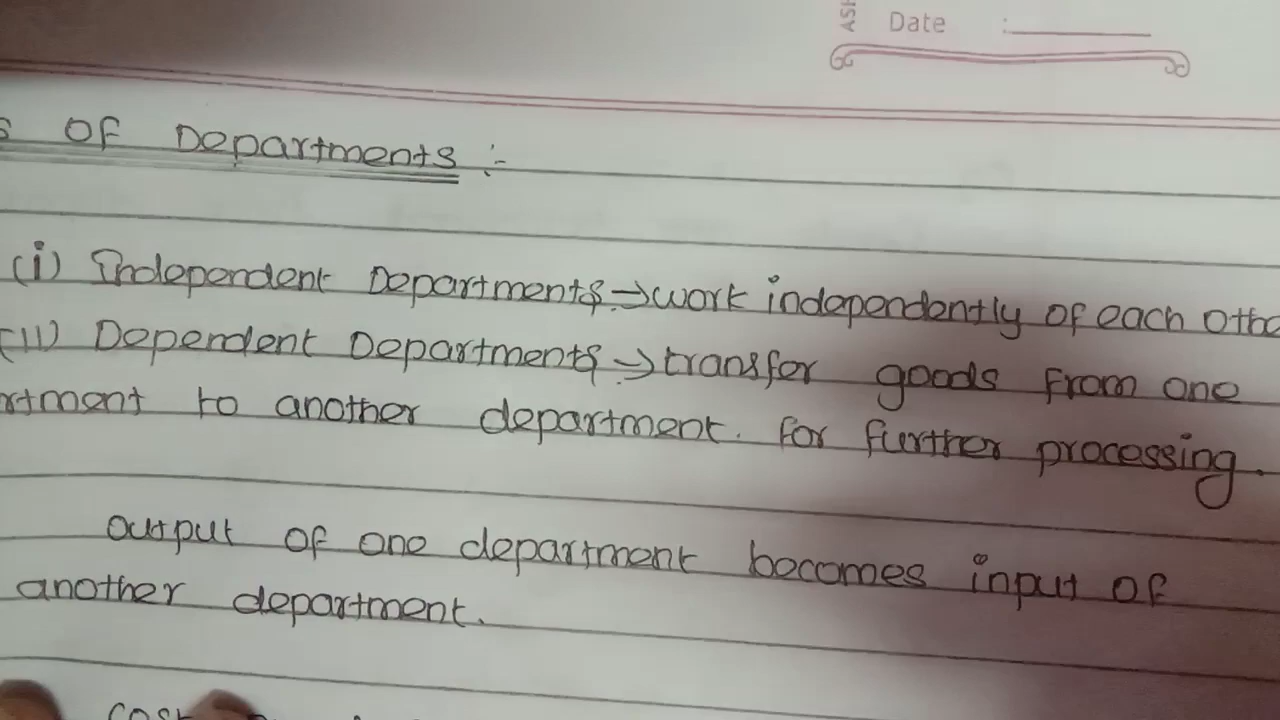 Date :
OF Departments :-
(i) Independent Departments → work independently of each
(II) Dependent Departments → transfer goods from one
to another department. for further processing.
output of one department becomes input of
another department.
cost